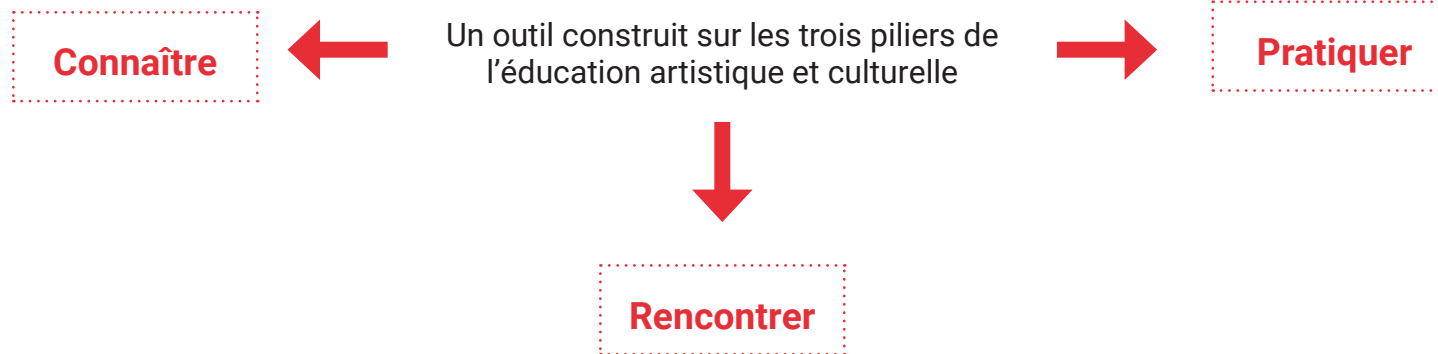 Connaître
Un outil construit sur les trois piliers de
l’éducation artistique et culturelle
Pratiquer
Rencontrer